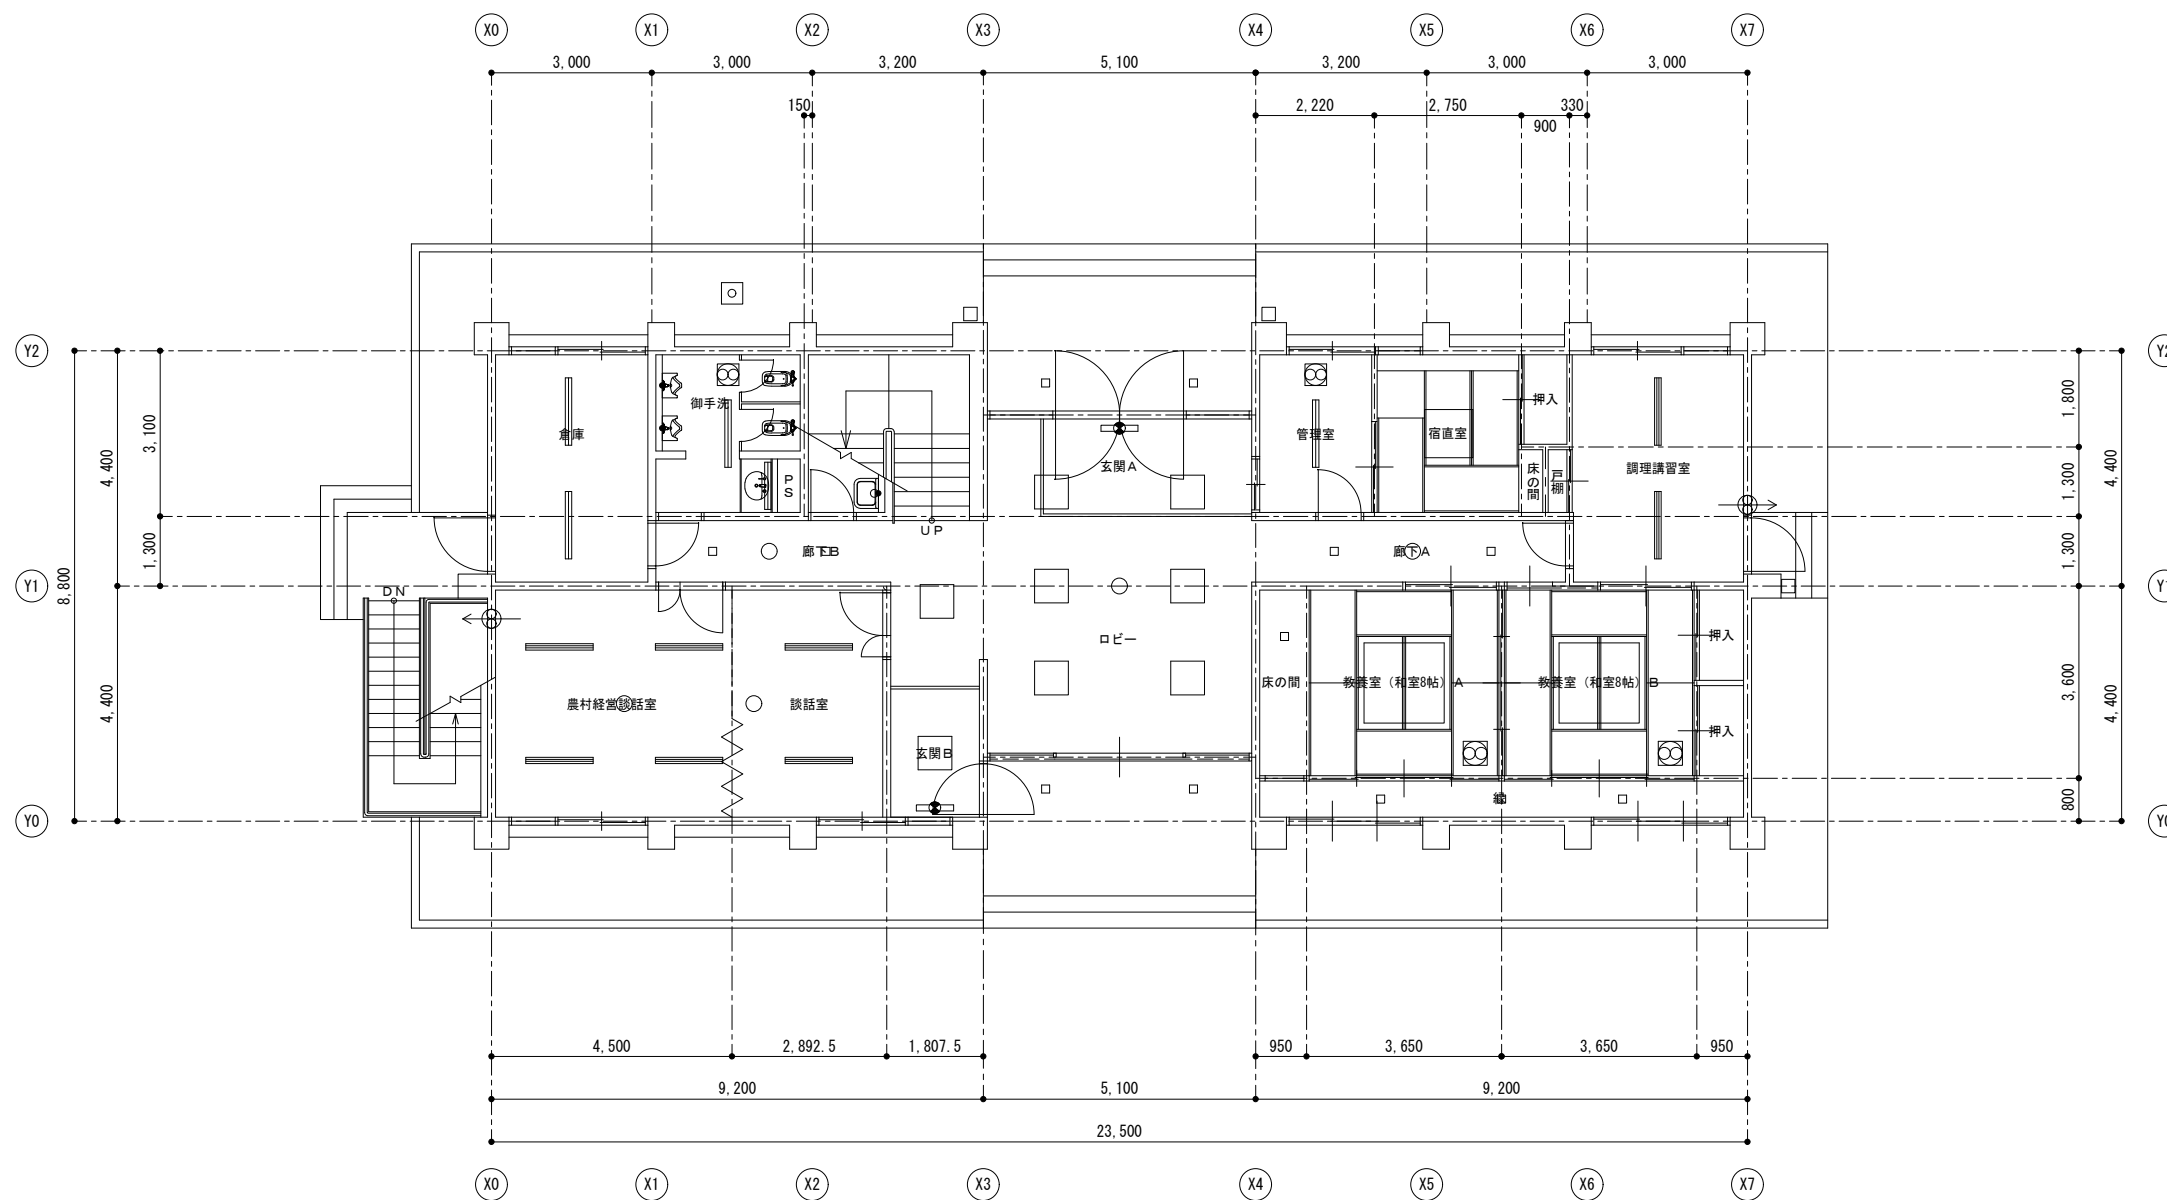 X0 X1 X2 X3 X4 X5 X6 X7
3,000 3,000 3,200 5,100 3,200 3,000 3,000
150 2,220 2,750 330
900
Y2 Y2
1,800
御手洗 押入
3,100 倉庫 管理室 宿直室
4,400 玄関A 調理講習室 4,400
床の間 戸棚 1,300
PS
UP
1,300 廊下B 廊下A 1,300
8,800
Y1 Y1
DN
ロビー 押入
床の間 教養室（和室8帖）A 教養室（和室8帖）B 3,600
4,400 農村経営談話室 談話室 4,400
玄関B 押入
縁 800
Y0 Y0
4,500 2,892.5 1,807.5 950 3,650 3,650 950
9,200 5,100 9,200
23,500
X0 X1 X2 X3 X4 X5 X6 X7